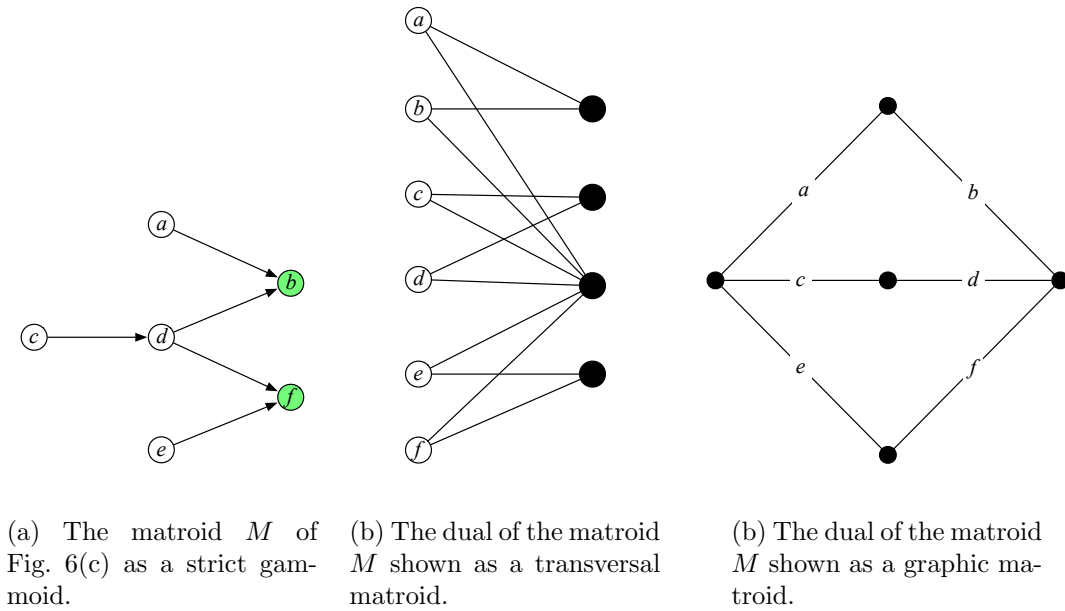 a
b
c
d
e
f
a
b
c
d
e
f
a
b
c
d
e
f
(a) The matroid M of
Fig. 6(c) as a strict gam-
moid.
(b) The dual of the matroid
M shown as a transversal
matroid.
(b) The dual of the matroid
M shown as a graphic ma-
troid.